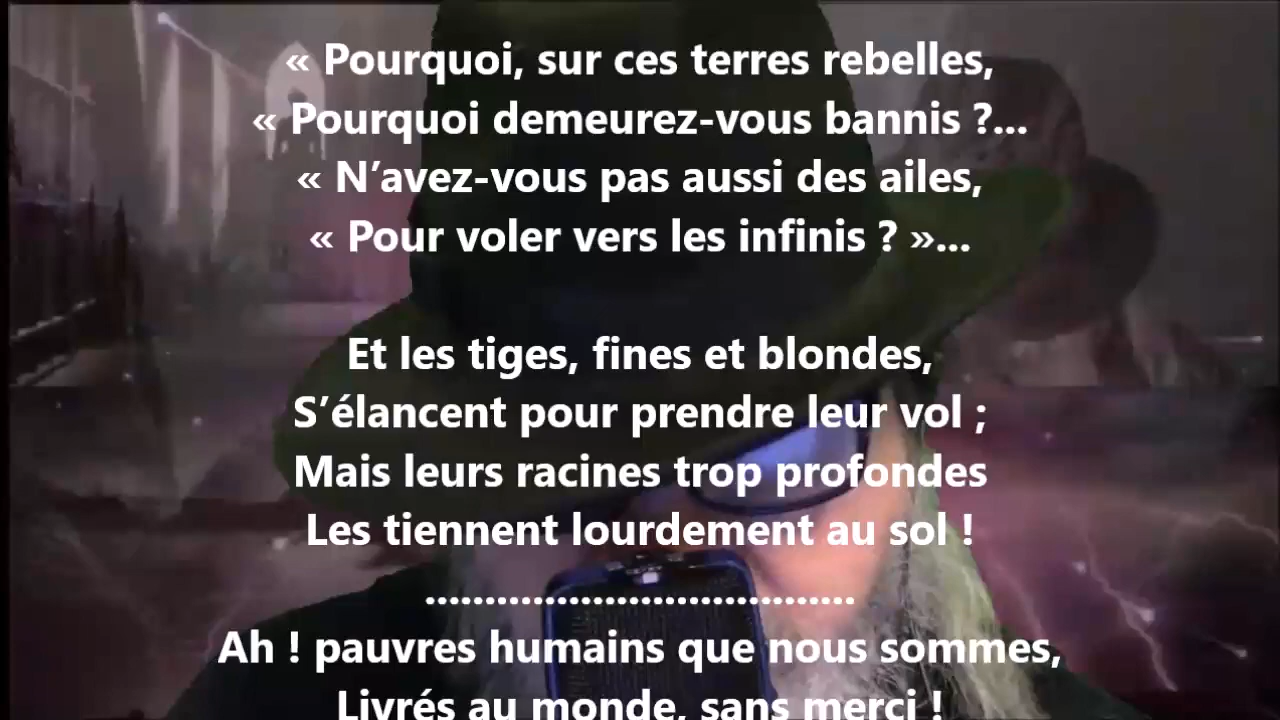 « Pourquoi, sur ces terres rebelles,
« Pourquoi demeurez-vous bannis ?...
« N’avez-vous pas aussi des ailes,
« Pour voler vers les infinis ? »...
Et les tiges, fines et blondes,
S’élancent pour prendre leur vol ;
Mais leurs racines trop profondes
Les tiennent lourdement au sol !
....................................
Ah ! pauvres humains que nous sommes,
Livrés au monde, sans merci !